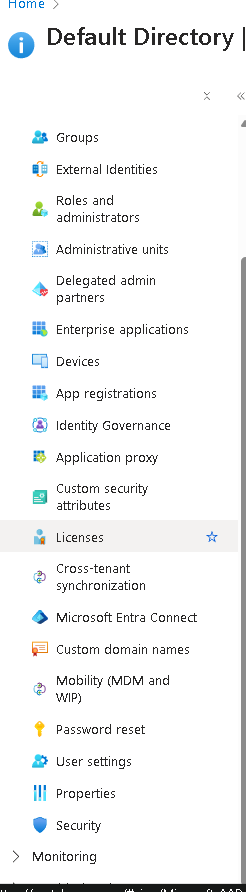 Home
Default Directory |
Groups
External Identities
Roles and
administrators
Administrative units
Delegated admin
partners
Enterprise applications
Devices
App registrations
Identity Governance
Application proxy
Custom security
attributes
Licenses
Cross-tenant
synchronization
Microsoft Entra Connect
Custom domain names
Mobility (MDM and
WIP)
Password reset
User settings
Properties
Security
Monitoring